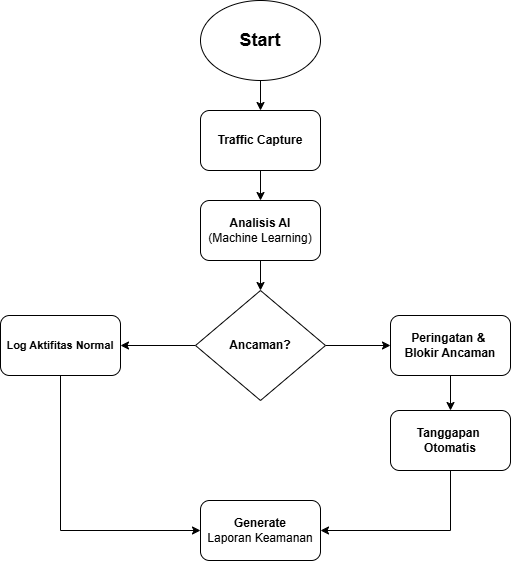 Start
Traffic Capture
Analisis AI
(Machine Learning)
Ancaman?
Log Aktifitas Normal
Peringatan &
Blokir Ancaman
Tanggapan
Otomatis
Generate
Laporan Keamanan